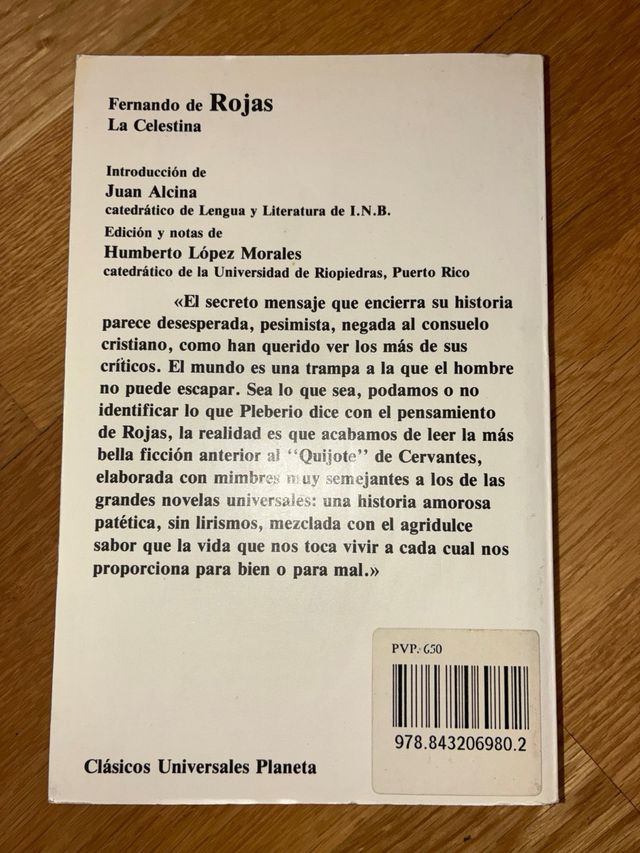 Fernando de Rojas
La Celestina
Introducción de
Juan Alcina
catedrático de Lengua y Literatura de I.N.B.
Edición y notas de
Humberto López Morales
catedrático de la Universidad de Riopiedras, Puerto Rico
«El secreto mensaje que encierra su historia
parece desesperada, pesimista, negada al consuelo
cristiano, como han querido ver los más de sus
críticos. El mundo es una trampa a la que el hombre
no puede escapar. Sea lo que sea, podamos o no
identificar lo que Pleberio dice con el pensamiento
de Rojas, la realidad es que acabamos de leer la más
bella ficción anterior al ‘‘Quijote’’ de Cervantes,
elaborada con mimbres muy semejantes a los de las
grandes novelas universales: una historia amorosa
patética, sin lirismos, mezclada con el agridulce
sabor que la vida que nos toca vivir a cada cual nos
proporciona para bien o para mal.»
PVP. 650
978.843206980.2
Clásicos Universales Planeta